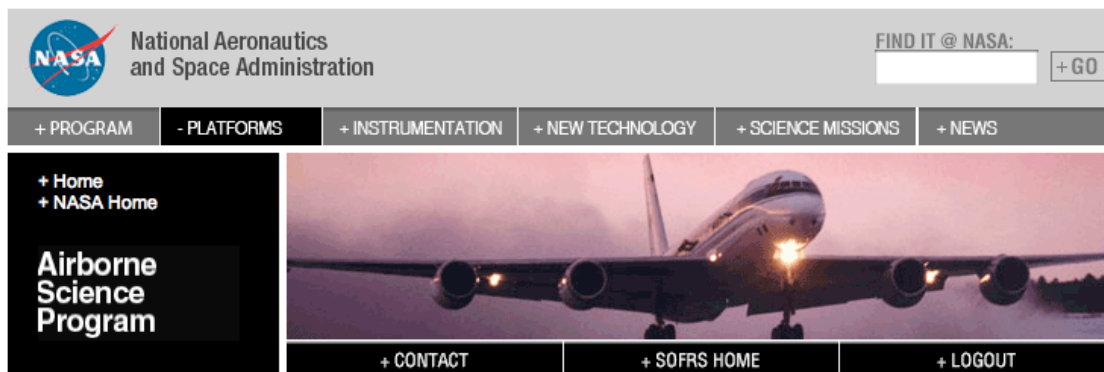 NASA
National Aeronautics
and Space Administration
FIND IT @ NASA:
+ GO
+ PROGRAM
- PLATFORMS
+ INSTRUMENTATION
+ NEW TECHNOLOGY
+ SCIENCE MISSIONS
+ NEWS
+ Home
+ NASA Home
Airborne
Science
Program
+ CONTACT
+ SOFRS HOME
+ LOGOUT